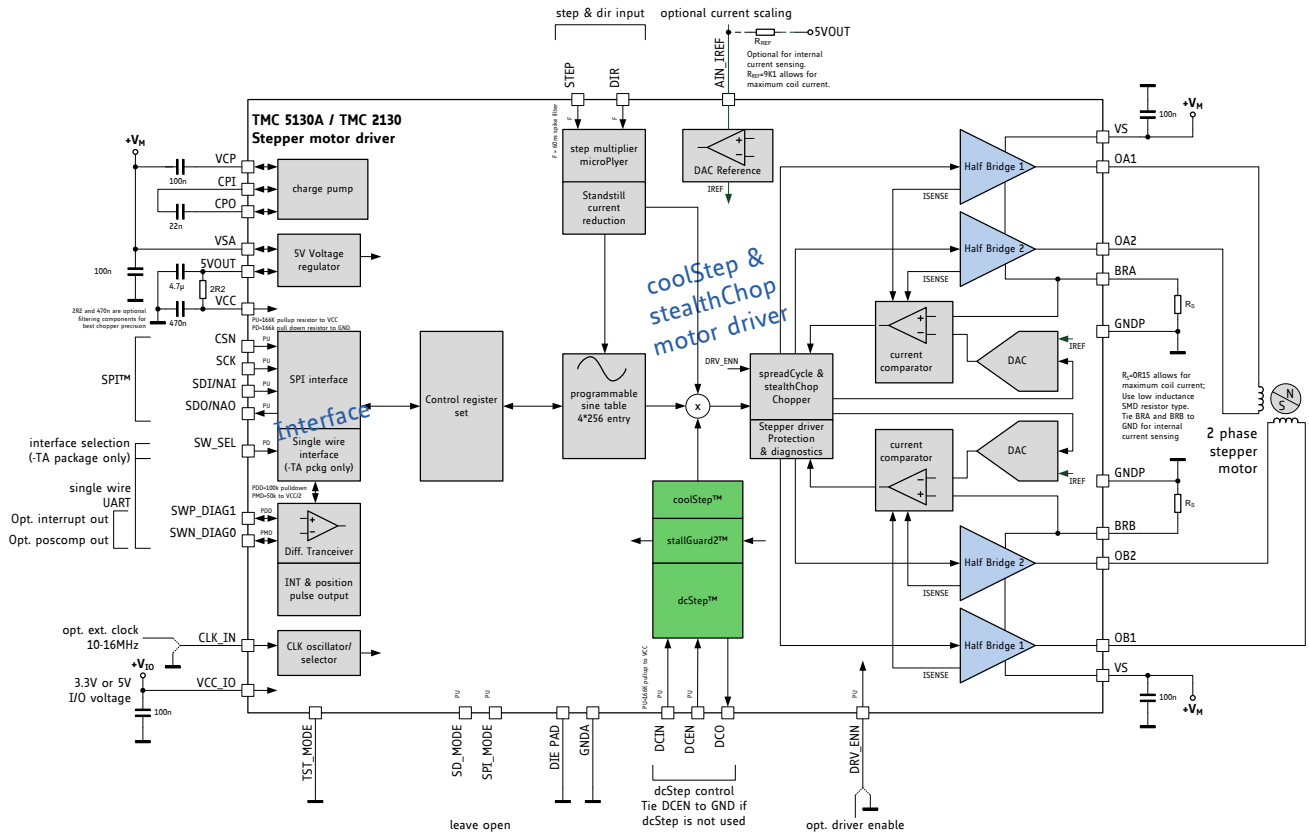 step & dir input
optional current scaling
5VOUT
RREF
Optional for internal
current sensing.
RREF=9K1 allows for
maximum coil current.
STEP
DIR
AIN_IREF
TMC 5130A / TMC 2130
Stepper motor driver
F = 60ns spike filter
F
F
step multiplier
microPlyer
Standstill
current
reduction
DAC Reference
IREF
+VM
VCP
100n
CPI
CPO
22n
charge pump
VSA
100n
5VOUT
4.7µ
2R2
VCC
470n
5V Voltage
regulator
2R2 and 470n are optional
filtering components for
best chopper precision
PU=166K pullup resistor to VCC
PD=166k pull down resistor to GND
SPI™
CSN
PU
SCK
PU
SDI/NAI
PU
SDO/NAO
PU
SPI interface
Interface
SW_SEL
PD
Single wire
interface
(-TA pckg only)
interface selection
(-TA package only)
single wire
UART
PDD=100k pulldown
PMD=50k to VCC/2
Opt. interrupt out
SWP_DIAG1
PDD
Opt. poscomp out
SWN_DIAG0
PMD
Diff. Tranceiver
INT & position
pulse output
opt. ext. clock
10-16MHz
CLK_IN
CLK oscillator/
selector
+VIO
3.3V or 5V
I/O voltage
VCC_IO
100n
Control register
set
programmable
sine table
4*256 entry
x
coolStep &
stealthChop
motor driver
DRV_ENN
spreadCycle &
stealthChop
Chopper
Stepper driver
Protection
& diagnostics
coolStep™
stallGuard2™
dcStep™
Half Bridge 1
ISENSE
Half Bridge 2
ISENSE
current
comparator
DAC
IREF
current
comparator
DAC
IREF
Half Bridge 2
ISENSE
Half Bridge 1
ISENSE
100n
+VM
VS
OA1
OA2
BRA
RS
GNDP
RS=0R15 allows for
maximum coil current;
Use low inductance
SMD resistor type.
Tie BRA and BRB to
GND for internal
current sensing
N
S
2 phase
stepper
motor
GNDP
RS
BRB
OB2
OB1
VS
100n
+VM
TST_MODE
PU
SD_MODE
PU
SPI_MODE
leave open
DIE PAD
GNDA
PU=166K pullup to VCC
PU
DCIN
PU
DCEN
DCO
dcStep control
Tie DCEN to GND if
dcStep is not used
PU
DRV_ENN
opt. driver enable